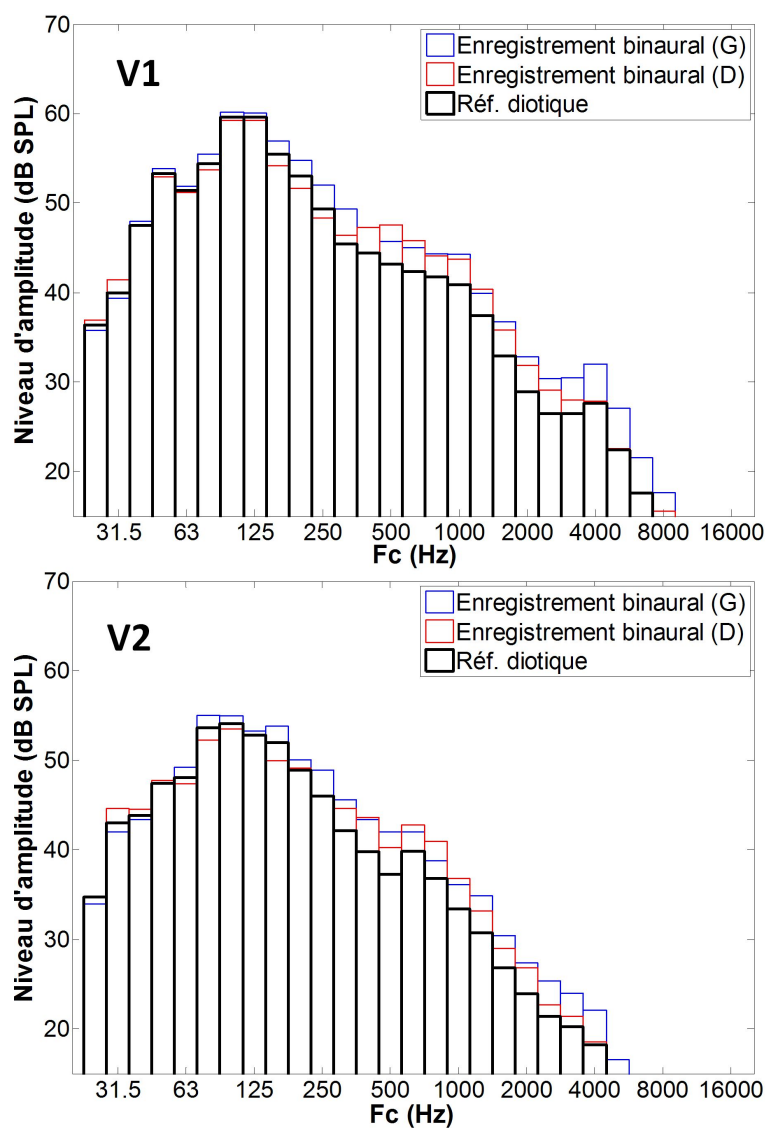 70
60
50
40
30
20
Niveau d'amplitude (dB SPL)
V1
Enregistrement binaural (G)
Enregistrement binaural (D)
Réf. diotique
31.5 63 125 250 500 1000 2000 4000 8000 16000
Fc (Hz)
70
60
50
40
30
20
Niveau d'amplitude (dB SPL)
V2
Enregistrement binaural (G)
Enregistrement binaural (D)
Réf. diotique
31.5 63 125 250 500 1000 2000 4000 8000 16000
Fc (Hz)